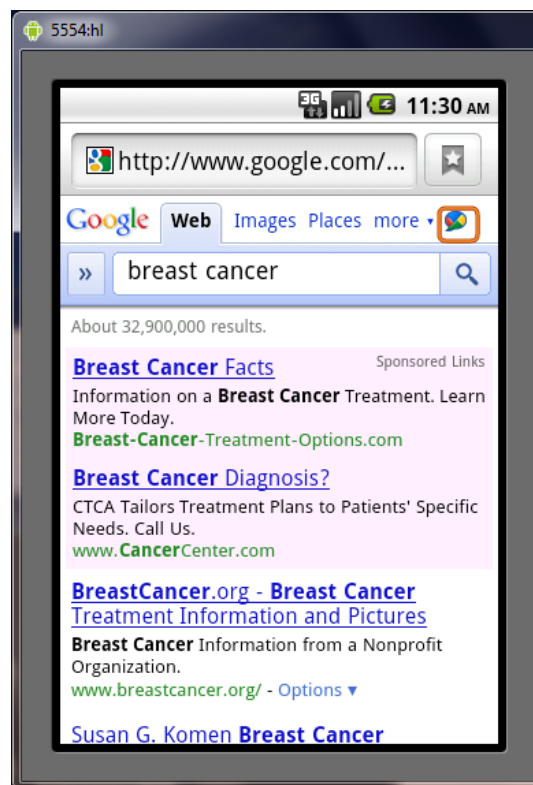 5554:hl
3G 11:30 AM
http://www.google.com/...
Google Web Images Places more ▾
» breast cancer
About 32,900,000 results.
Breast Cancer Facts Sponsored Links
Information on a Breast Cancer Treatment. Learn
More Today.
Breast-Cancer-Treatment-Options.com
Breast Cancer Diagnosis?
CTCA Tailors Treatment Plans to Patients' Specific
Needs. Call Us.
www.CancerCenter.com
BreastCancer.org - Breast Cancer
Treatment Information and Pictures
Breast Cancer Information from a Nonprofit
Organization.
www.breastcancer.org/ - Options ▾
Susan G. Komen Breast Cancer